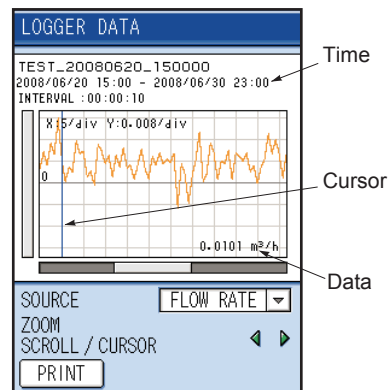 LOGGER DATA
TEST_20080620_150000
2008/06/20 15:00 - 2008/06/30 23:00
INTERVAL :00:00:10
X:5/div Y:0.008/div
0
0.0101 m³/h
Time
Cursor
Data
SOURCE FLOW RATE
ZOOM
SCROLL / CURSOR
PRINT